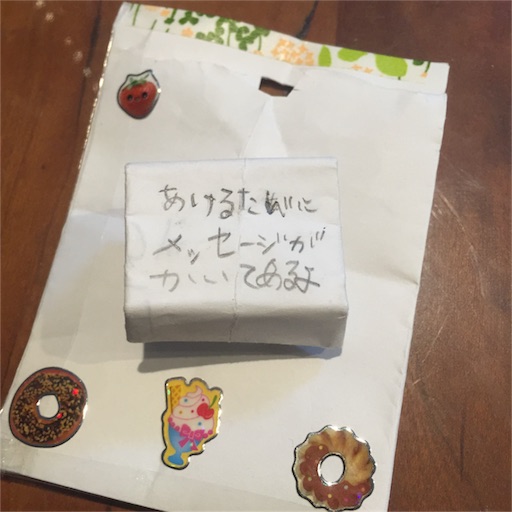 あけるたびに
メッセージが
かいてあるよ